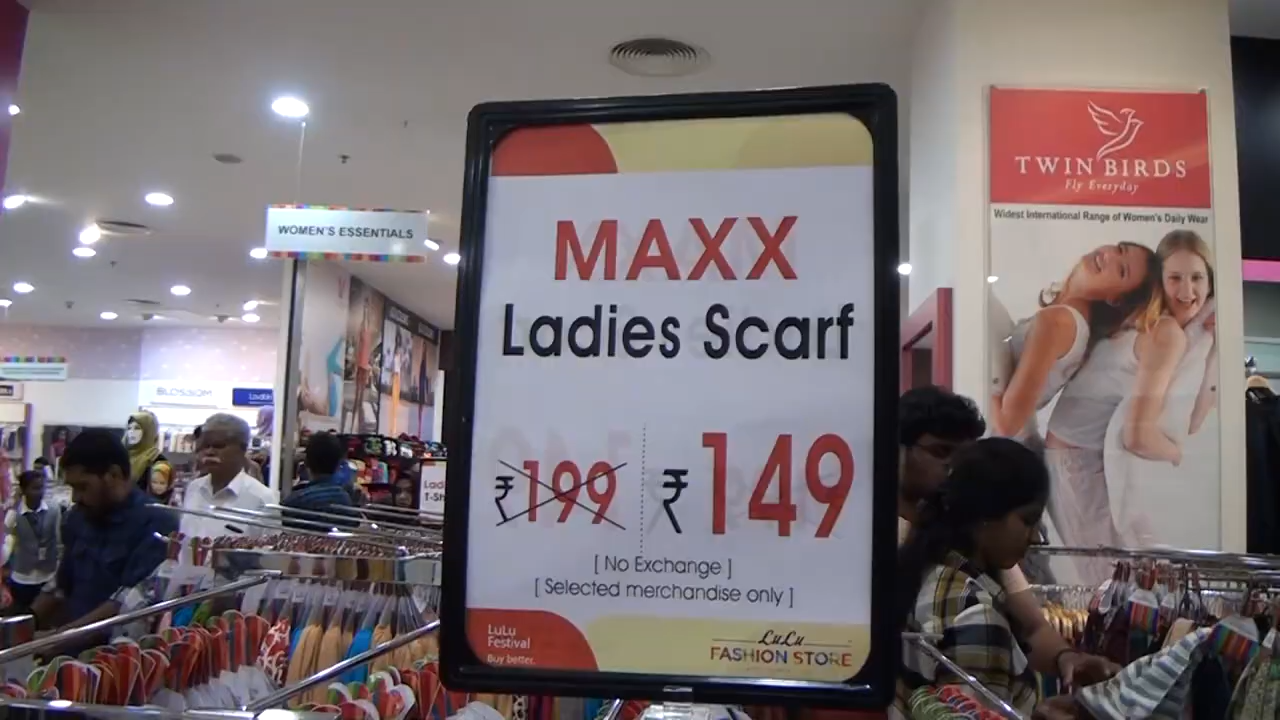 WOMEN'S ESSENTIALS
BLOSSOM
MAXX
Ladies Scarf
₹199 ₹149
[ No Exchange ]
[ Selected merchandise only ]
LuLu
Festival
Buy better.
LuLu
FASHION STORE
TWIN BIRDS
Fly Everyday
Widest International Range of Women's Daily Wear